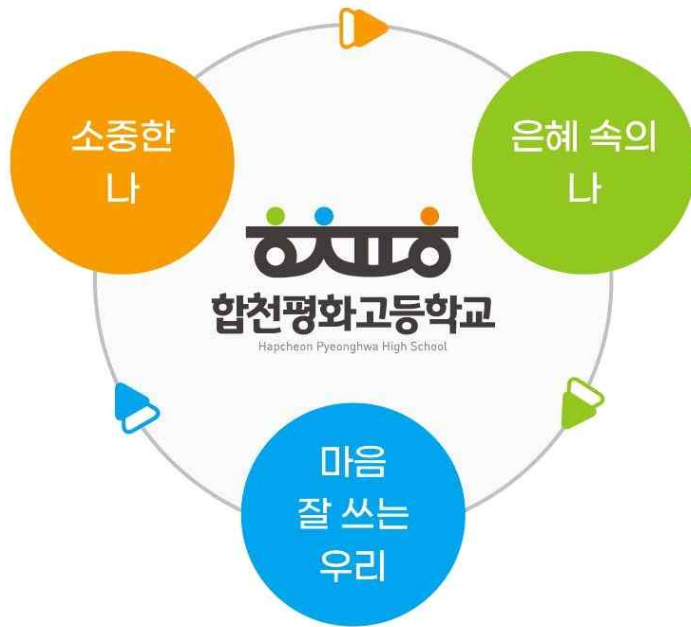 소중한
나
은혜 속의
나
합천평화고등학교
Hapcheon Pyeonghwa High School
마음
잘 쓰는
우리